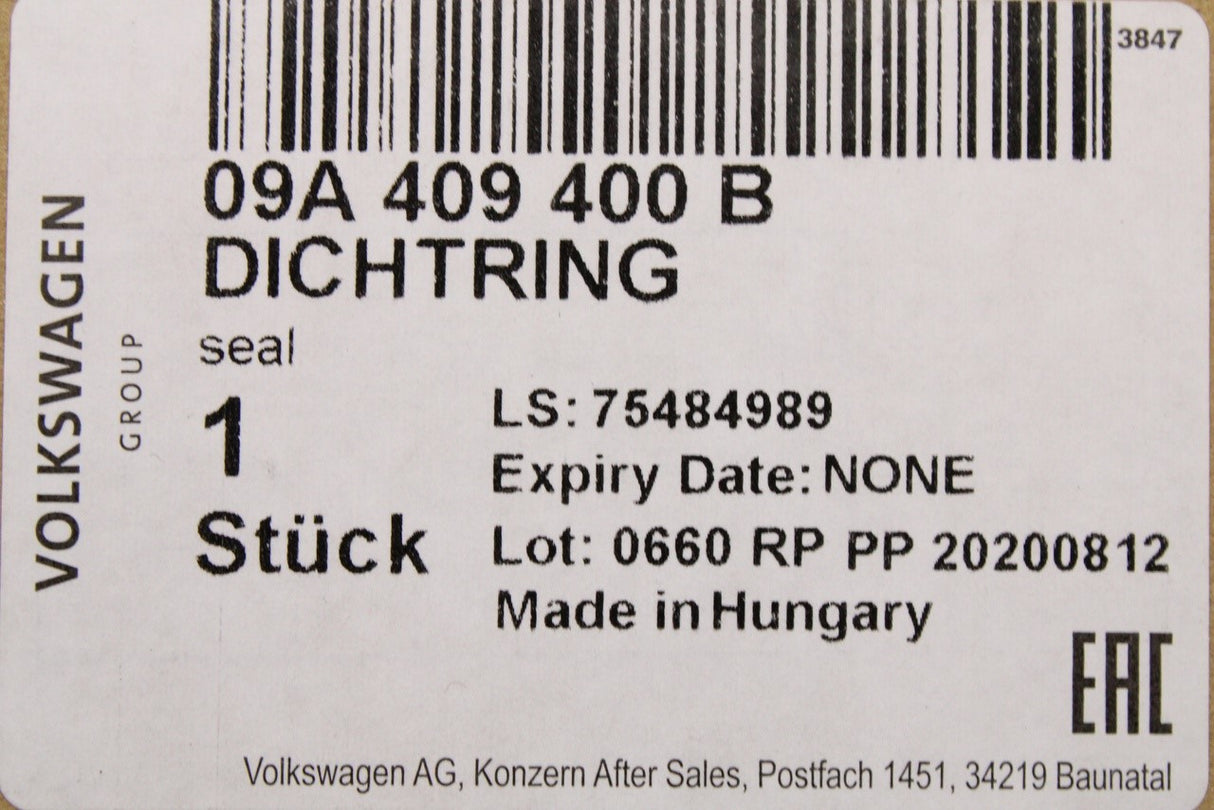 3847
09A 409 400 B
DICHTRING
seal
1
Stück
LS: 75484989
Expiry Date: NONE
Lot: 0660 RP PP 20200812
Made in Hungary
EAC
Volkswagen AG, Konzern After Sales, Postfach 1451, 34219 Baunatal
VOLKSWAGEN
GROUP